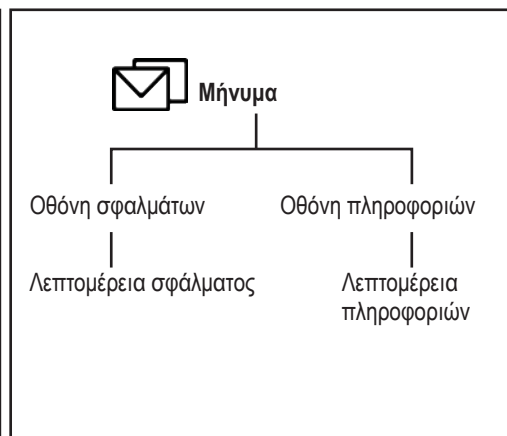 Μήνυμα
Οθόνη σφαλμάτων
Οθόνη πληροφοριών
Λεπτομέρεια σφάλματος
Λεπτομέρεια
πληροφοριών